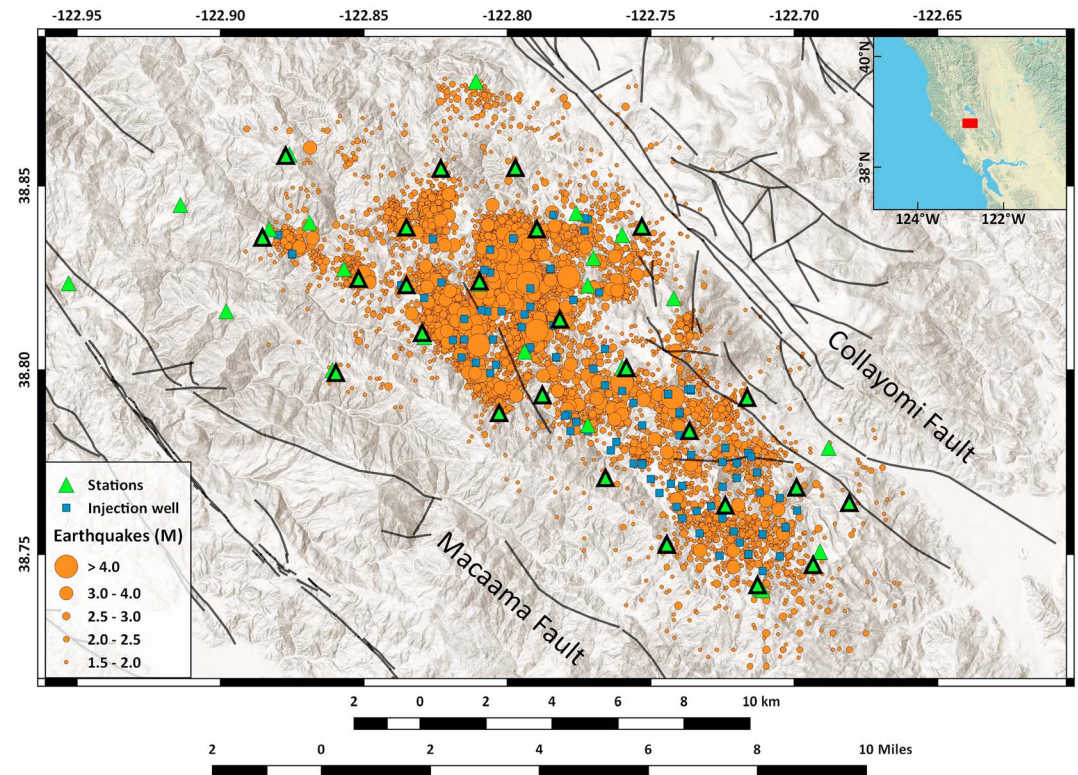 -122.95 -122.90 -122.85 -122.80 -122.75 -122.70 -122.65
40°N
38°N
124°W 122°W
38.85
38.80
38.75
Collayomi Fault
Macaama Fault
Stations
Injection well
Earthquakes (M)
> 4.0
3.0 - 4.0
2.5 - 3.0
2.0 - 2.5
1.5 - 2.0
2 0 2 4 6 8 10 km
2 0 2 4 6 8 10 Miles